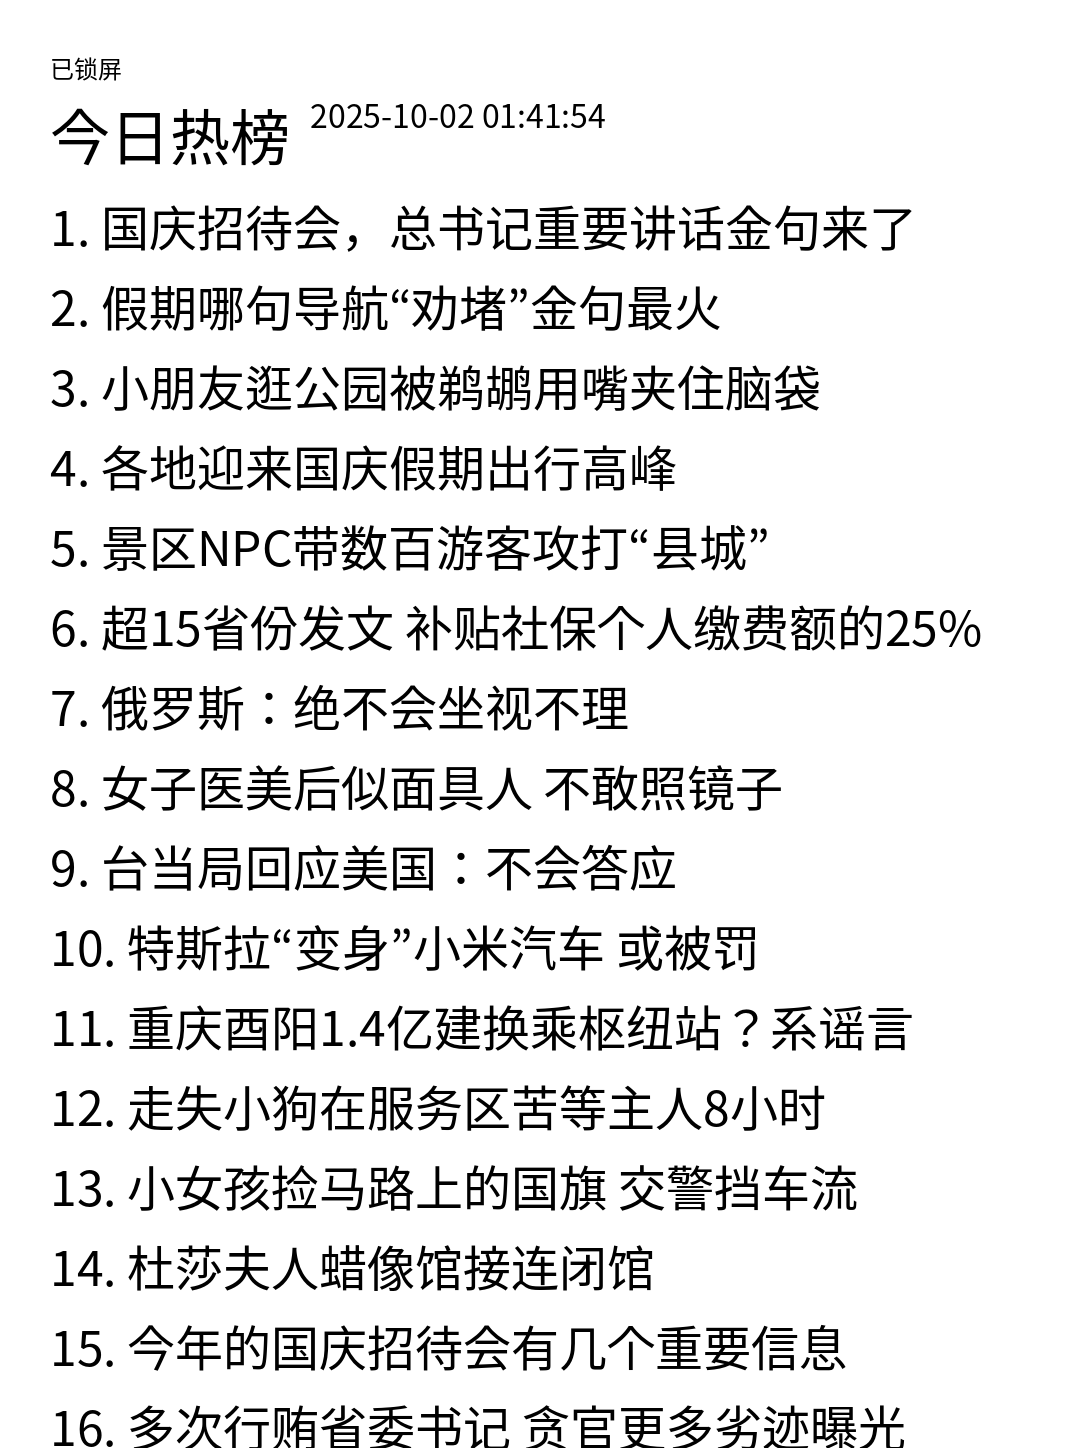 已锁屏
今日热榜 2025-10-02 01:41:54
1. 国庆招待会，总书记重要讲话金句来了
2. 假期哪句导航“劝堵”金句最火
3. 小朋友逛公园被鹈鹕用嘴夹住脑袋
4. 各地迎来国庆假期出行高峰
5. 景区NPC带数百游客攻打“县城”
6. 超15省份发文 补贴社保个人缴费额的25%
7. 俄罗斯：绝不会坐视不理
8. 女子医美后似面具人 不敢照镜子
9. 台当局回应美国：不会答应
10. 特斯拉“变身”小米汽车 或被罚
11. 重庆酉阳1.4亿建换乘枢纽站？系谣言
12. 走失小狗在服务区苦等主人8小时
13. 小女孩捡马路上的国旗 交警挡车流
14. 杜莎夫人蜡像馆接连闭馆
15. 今年的国庆招待会有几个重要信息
16. 多次行贿省委书记 贪官更多劣迹曝光